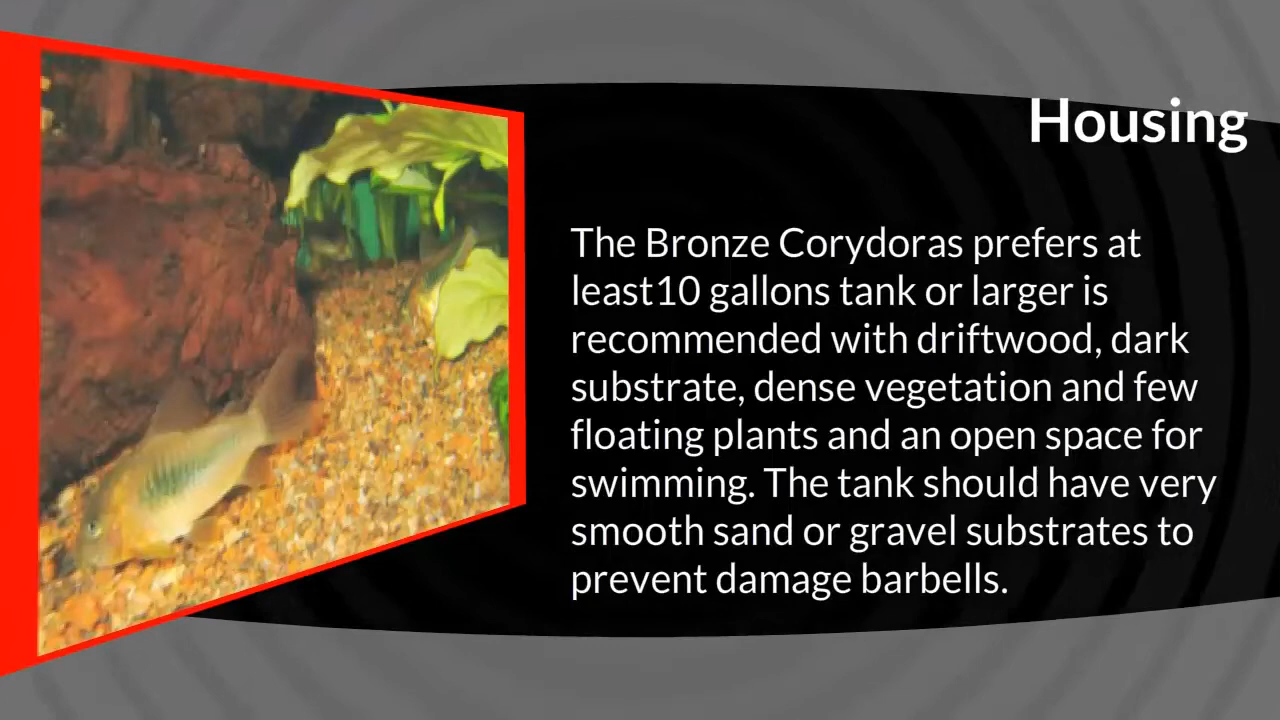 Housing
The Bronze Corydoras prefers at
least10 gallons tank or larger is
recommended with driftwood, dark
substrate, dense vegetation and few
floating plants and an open space for
swimming. The tank should have very
smooth sand or gravel substrates to
prevent damage barbells.